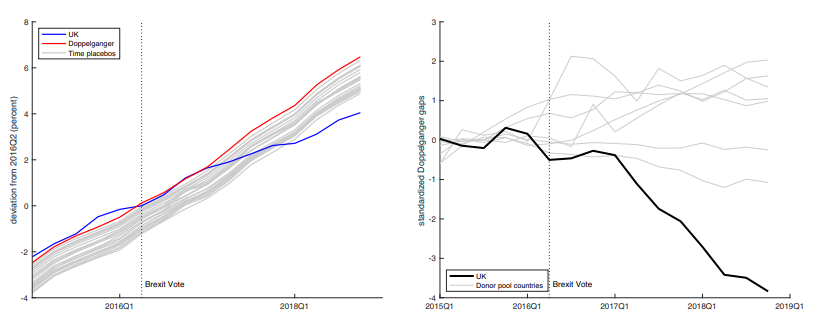 8
6
4
2
0
-2
-4
deviation from 2016Q2 (percent)
UK
Doppelganger
Time placebos
Brexit Vote
2016Q1
2018Q1
3
2
1
0
-1
-2
-3
-4
standardized Doppelganger gaps
UK
Donor pool countries
Brexit Vote
2015Q1
2016Q1
2017Q1
2018Q1
2019Q1